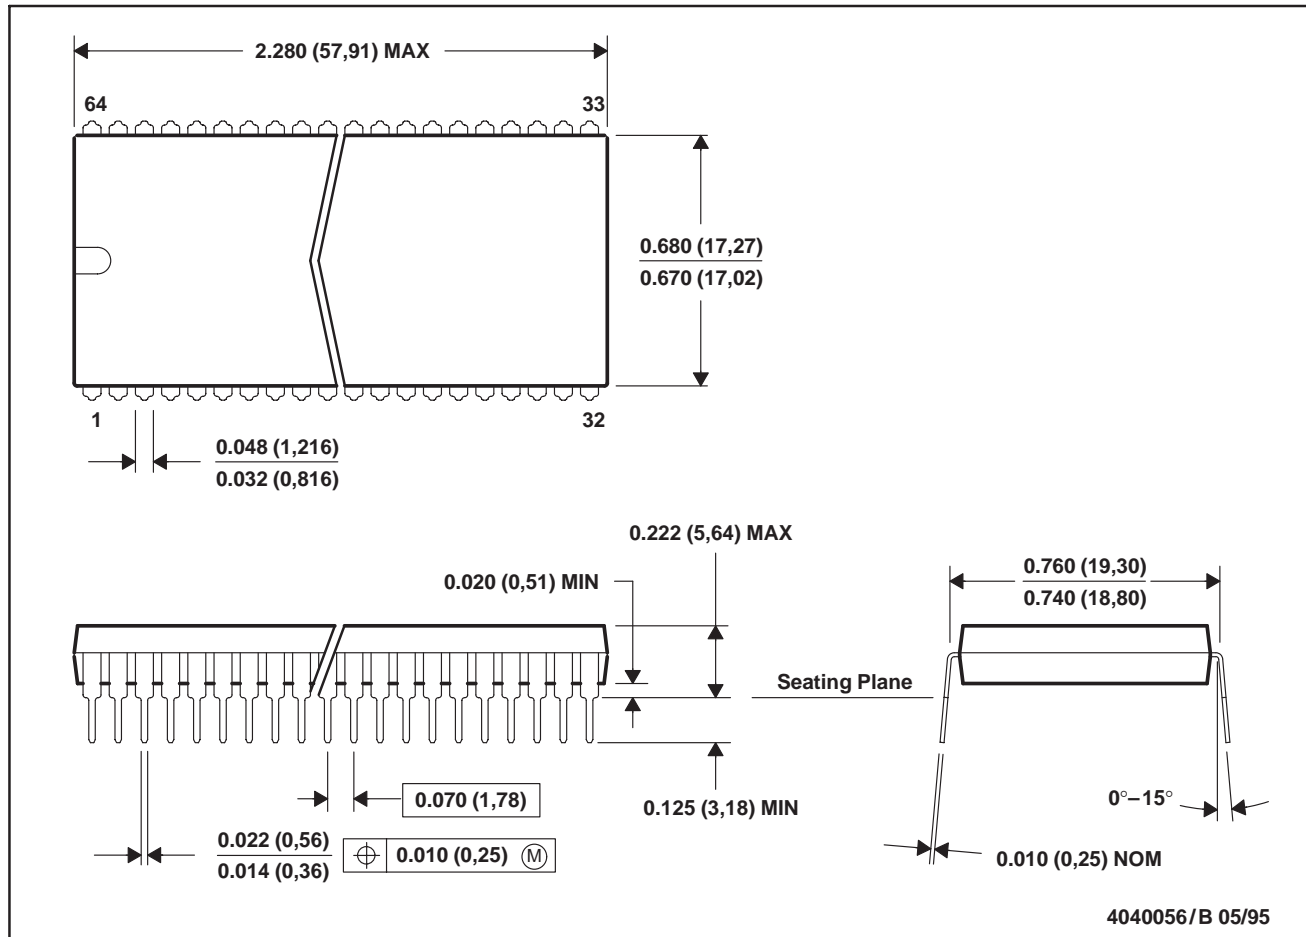 2.280 (57,91) MAX
64
33
0.680 (17,27)
0.670 (17,02)
1
32
0.048 (1,216)
0.032 (0,816)
0.222 (5,64) MAX
0.020 (0,51) MIN
0.760 (19,30)
0.740 (18,80)
Seating Plane
0.070 (1,78)
0.125 (3,18) MIN
0°–15°
0.022 (0,56)
0.014 (0,36)
0.010 (0,25) Ⓜ
0.010 (0,25) NOM
4040056/B 05/95